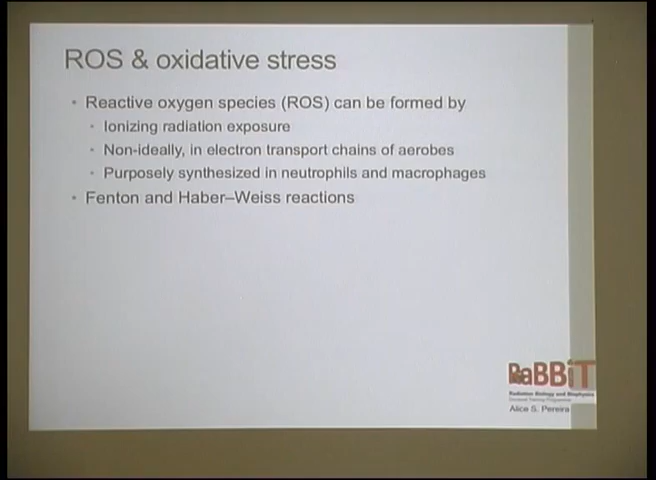 ROS & oxidative stress
• Reactive oxygen species (ROS) can be formed by
• Ionizing radiation exposure
• Non-ideally, in electron transport chains of aerobes
• Purposely synthesized in neutrophils and macrophages
• Fenton and Haber–Weiss reactions
RaBBiT
Radiation Biology and Biophysics
Doctoral Training Programme
Alice S. Pereira